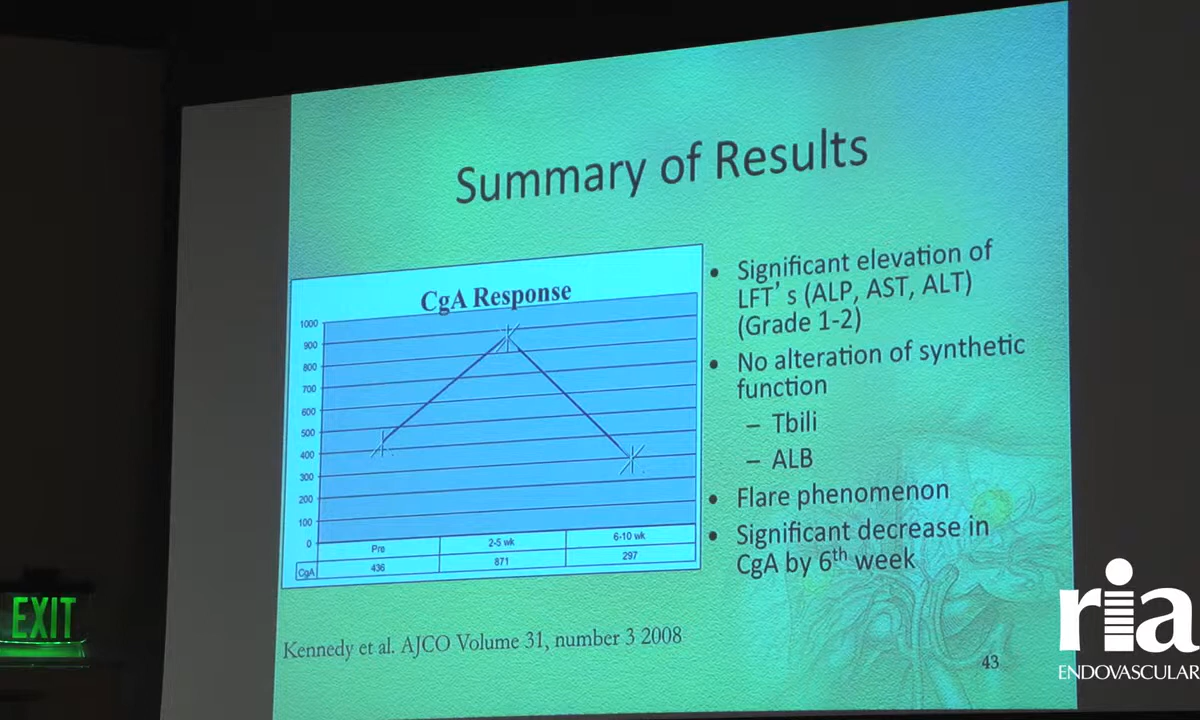 Summary of Results
CgA Response
1000
900
800
700
600
500
400
300
200
100
0
Pre 2-5 wk 6-10 wk
CgA 436 871 297
• Significant elevation of
LFT's (ALP, AST, ALT)
(Grade 1-2)
• No alteration of synthetic
function
– Tbili
– ALB
• Flare phenomenon
• Significant decrease in
CgA by 6th week
Kennedy et al. AJCO Volume 31, number 3 2008
43
EXIT
ria
ENDOVASCULAR